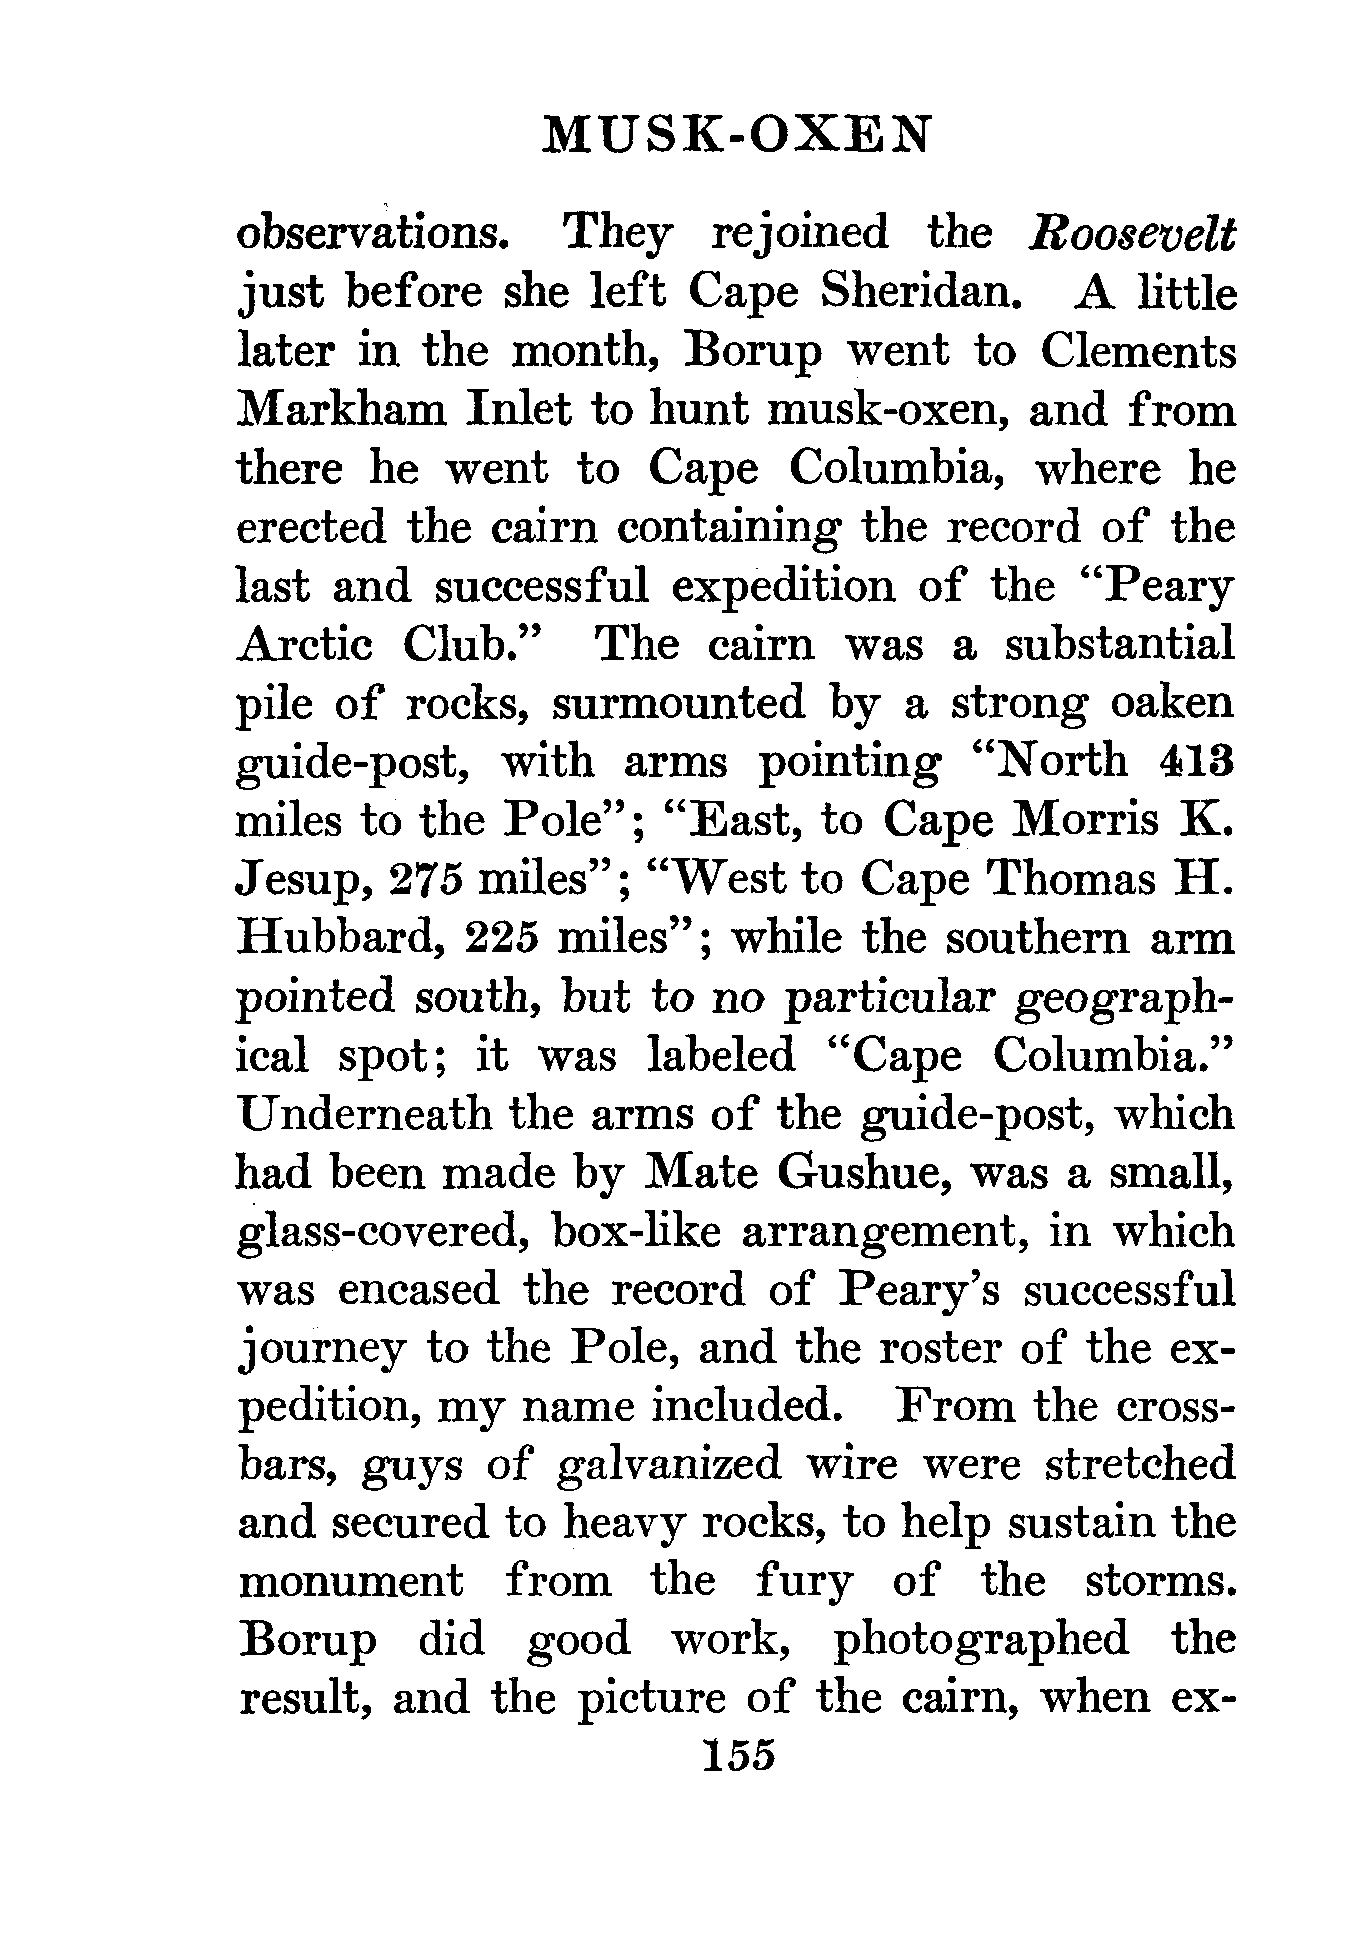 MUSK-OXEN
observations. They rejoined the Roosevelt
just before she left Cape Sheridan. A little
later in the month, Borup went to Clements
Markham Inlet to hunt musk-oxen, and from
there he went to Cape Columbia, where he
erected the cairn containing the record of the
last and successful expedition of the “Peary
Arctic Club.” The cairn was a substantial
pile of rocks, surmounted by a strong oaken
guide-post, with arms pointing “North 413
miles to the Pole”; “East, to Cape Morris K.
Jesup, 275 miles”; “West to Cape Thomas H.
Hubbard, 225 miles”; while the southern arm
pointed south, but to no particular geograph-
ical spot; it was labeled “Cape Columbia.”
Underneath the arms of the guide-post, which
had been made by Mate Gushue, was a small,
glass-covered, box-like arrangement, in which
was encased the record of Peary’s successful
journey to the Pole, and the roster of the ex-
pedition, my name included. From the cross-
bars, guys of galvanized wire were stretched
and secured to heavy rocks, to help sustain the
monument from the fury of the storms.
Borup did good work, photographed the
result, and the picture of the cairn, when ex-
155